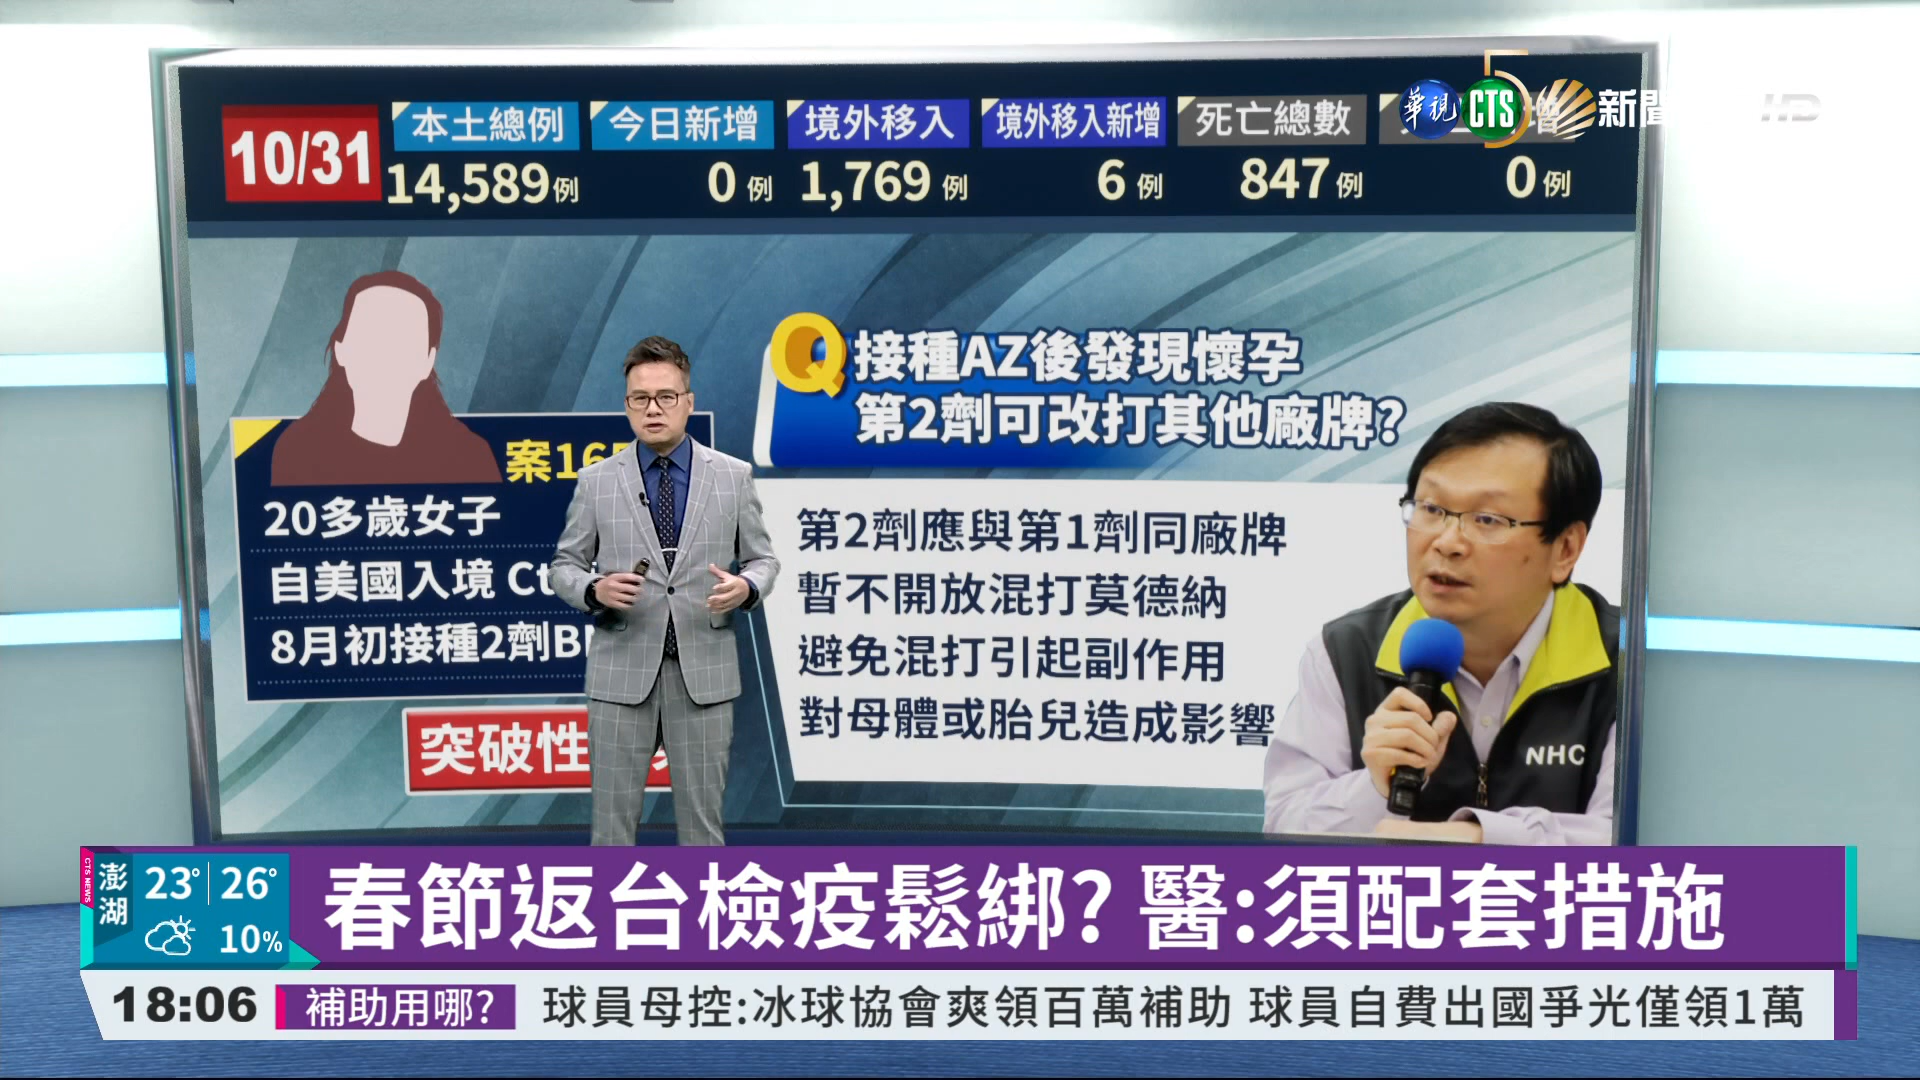 華視 CTS 新聞 HD
10/31 本土總例 今日新增 境外移入 境外移入新增 死亡總數 增
14,589例 0例 1,769例 6例 847例 0例
案16
20多歲女子
自美國入境 Ct
8月初接種2劑B
突破性
Q 接種AZ後發現懷孕
第2劑可改打其他廠牌?
第2劑應與第1劑同廠牌
暫不開放混打莫德納
避免混打引起副作用
對母體或胎兒造成影響
NHC
CTS NEWS
澎湖 23° 26°
10%
春節返台檢疫鬆綁? 醫:須配套措施
18:06 補助用哪? 球員母控:冰球協會爽領百萬補助 球員自費出國爭光僅領1萬